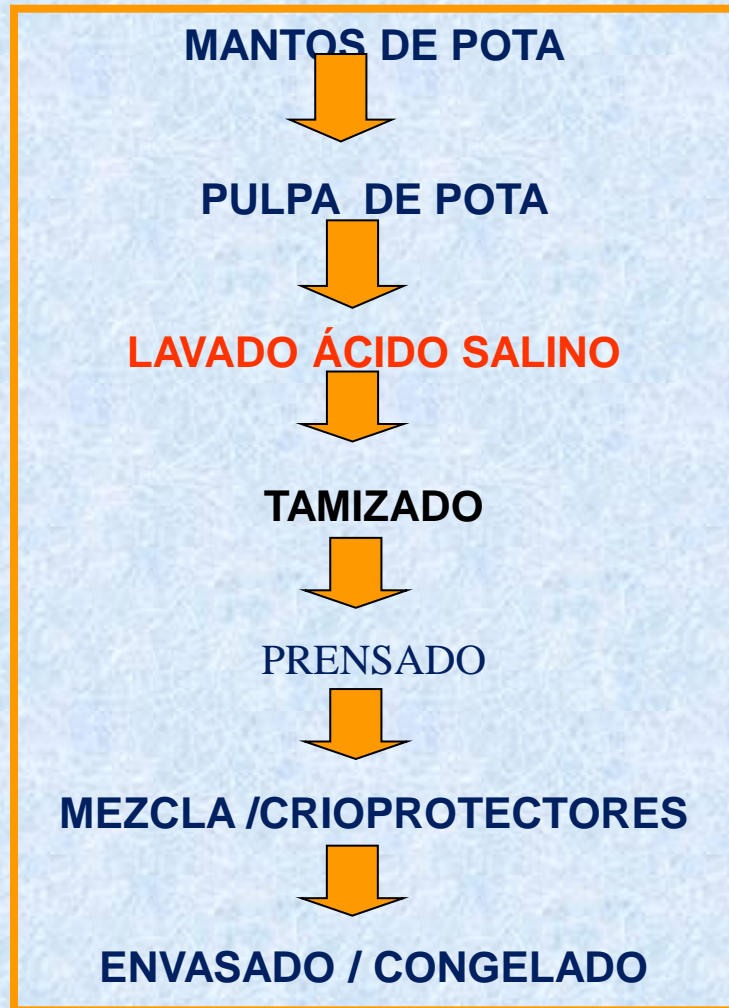 MANTOS DE POTA
PULPA DE POTA
LAVADO ÁCIDO SALINO
TAMIZADO
PRENSADO
MEZCLA /CRIOPROTECTORES
ENVASADO / CONGELADO